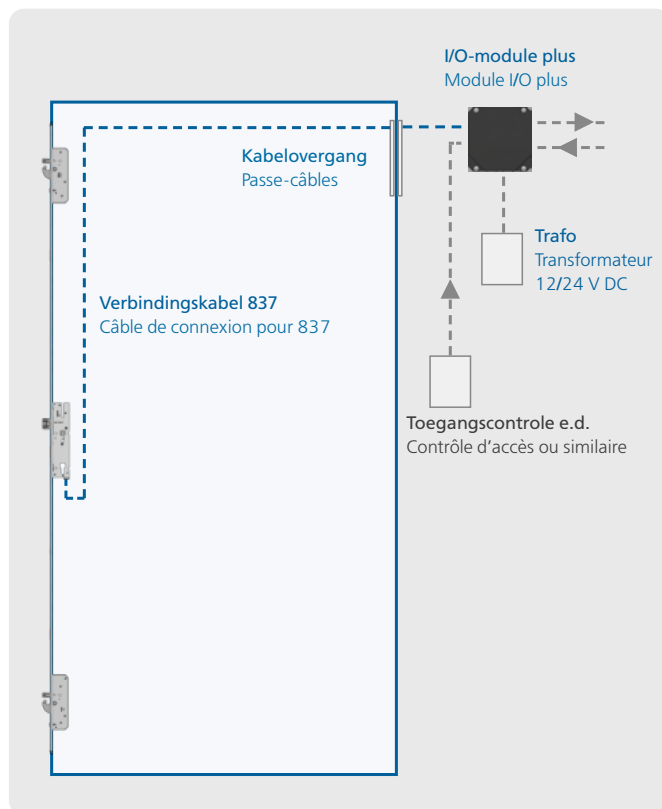 I/O-module plus
Module I/O plus
Kabelovergang
Passe-câbles
Trafo
Transformateur
12/24 V DC
Verbindingskabel 837
Câble de connexion pour 837
Toegangscontrole e.d.
Contrôle d'accès ou similaire